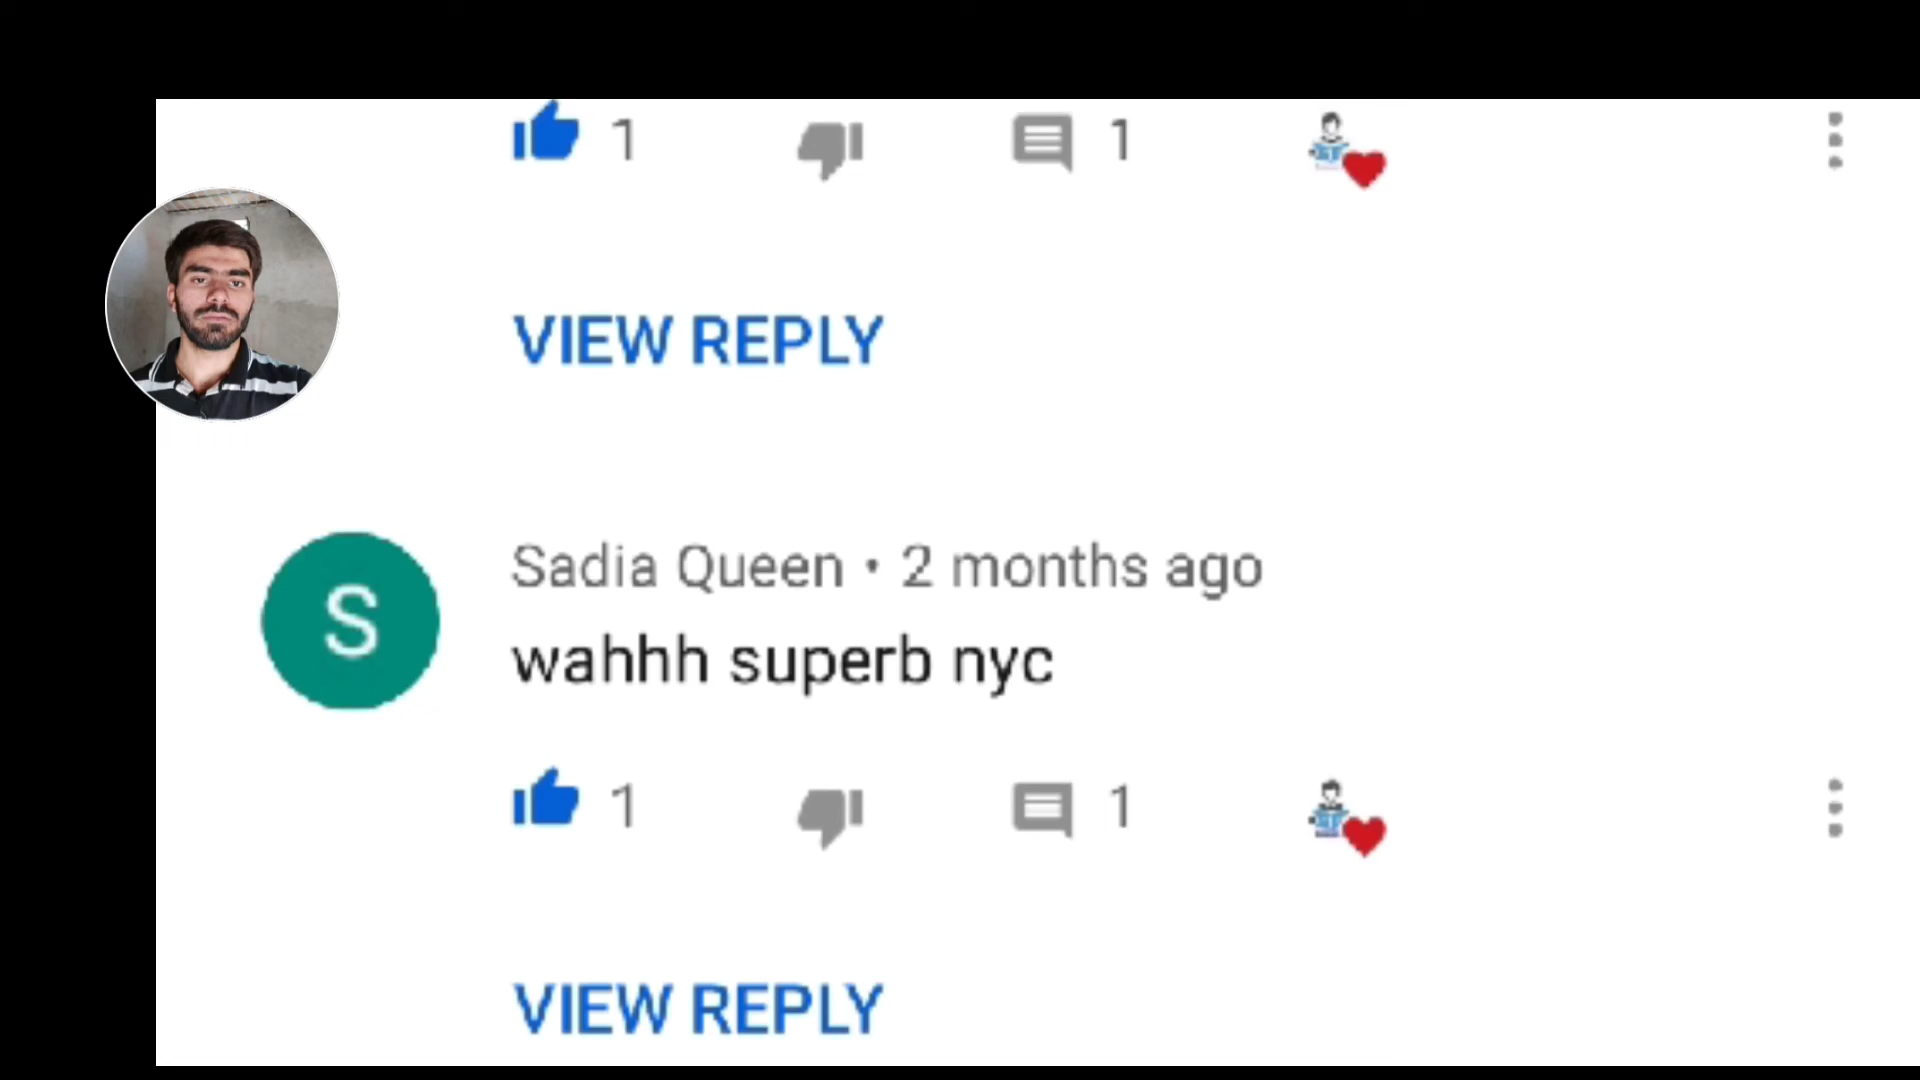 1 1
VIEW REPLY
S
Sadia Queen • 2 months ago
wahhh superb nyc
1 1
VIEW REPLY